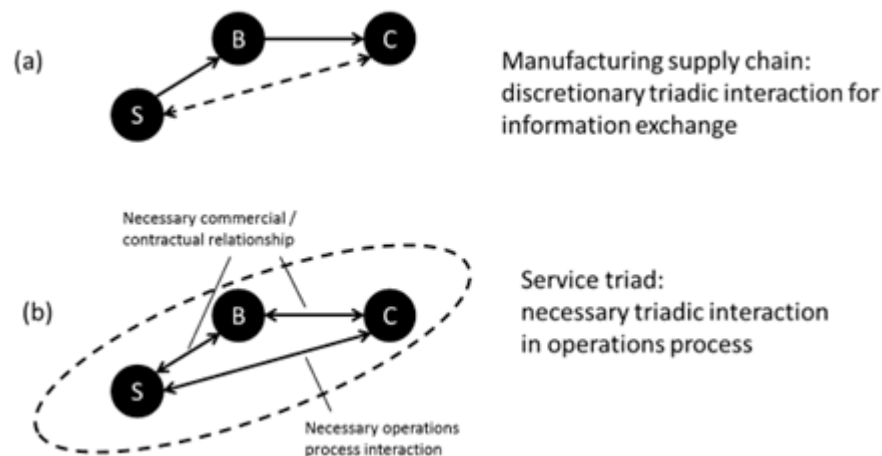 (a)
B
C
S
Manufacturing supply chain:
discretionary triadic interaction for
information exchange
Necessary commercial /
contractual relationship
(b)
B
C
S
Service triad:
necessary triadic interaction
in operations process
Necessary operations
process interaction